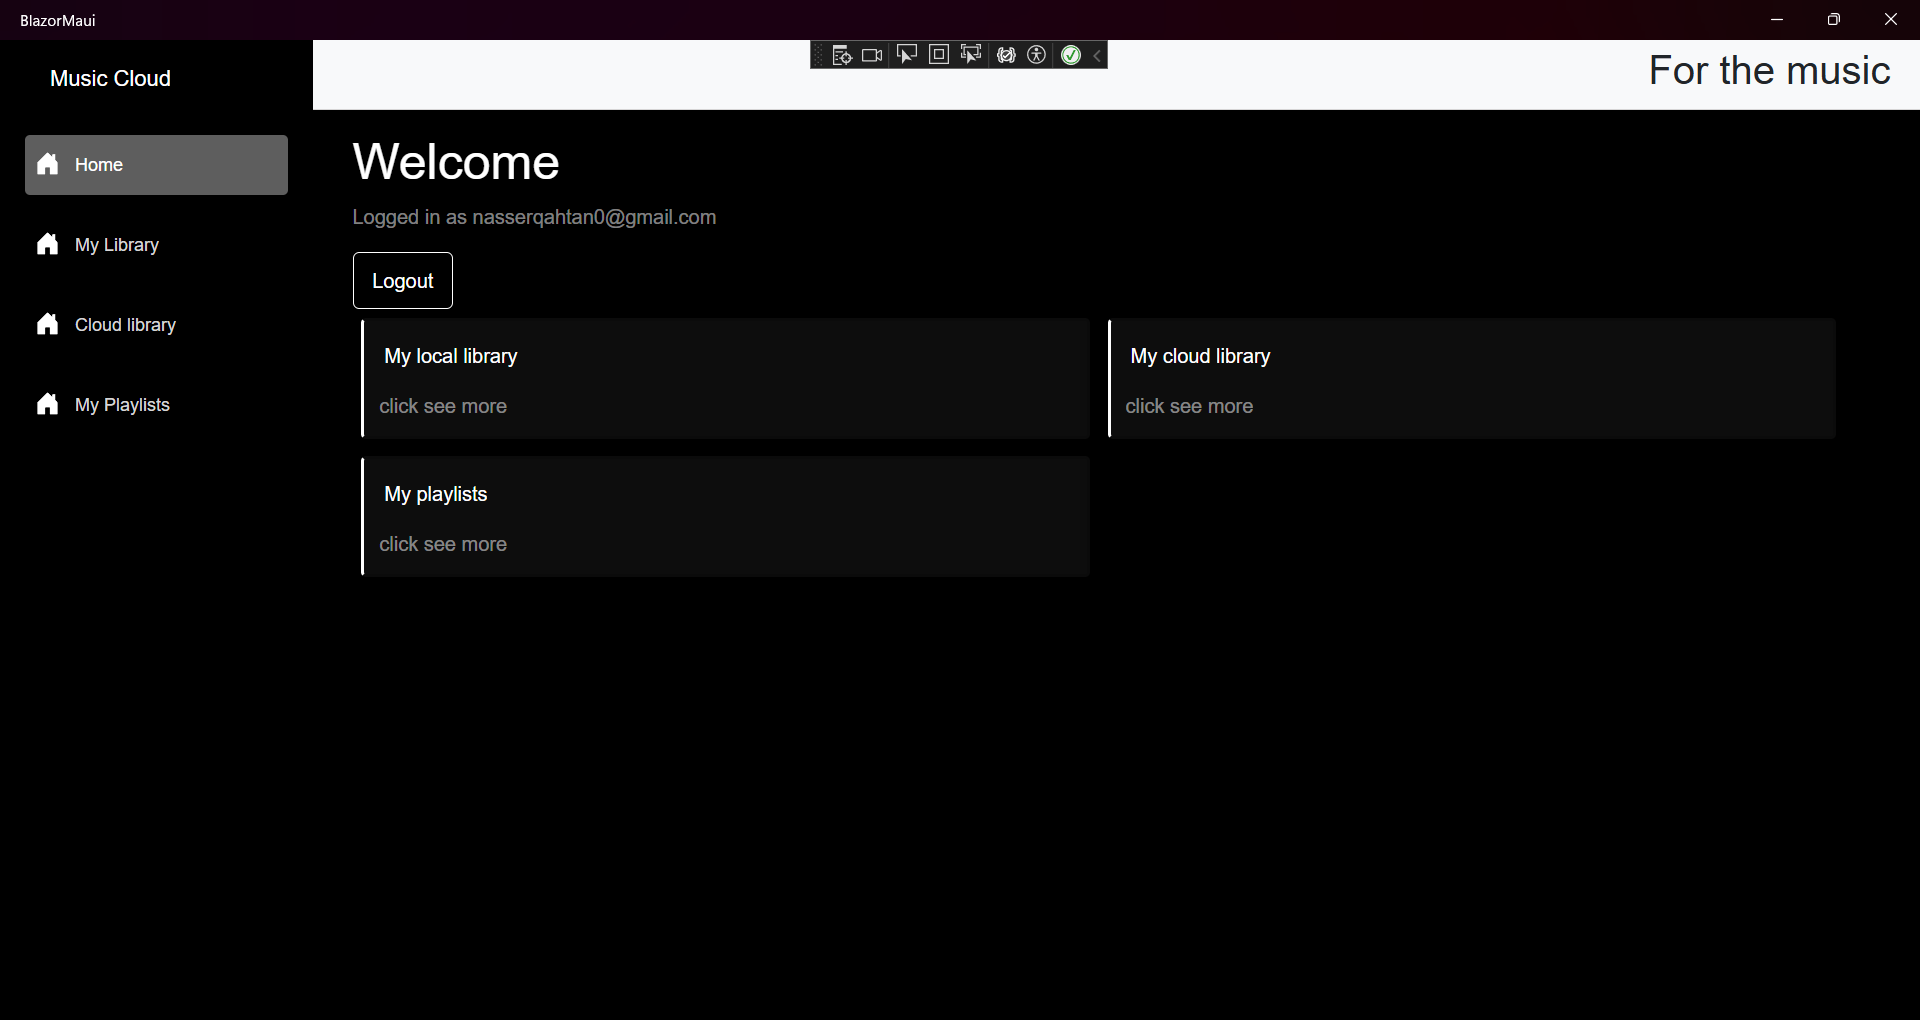 BlazorMaui
Music Cloud
For the music
Home
My Library
Cloud library
My Playlists
Welcome
Logged in as nasserqahtan0@gmail.com
Logout
My local library
click see more
My cloud library
click see more
My playlists
click see more